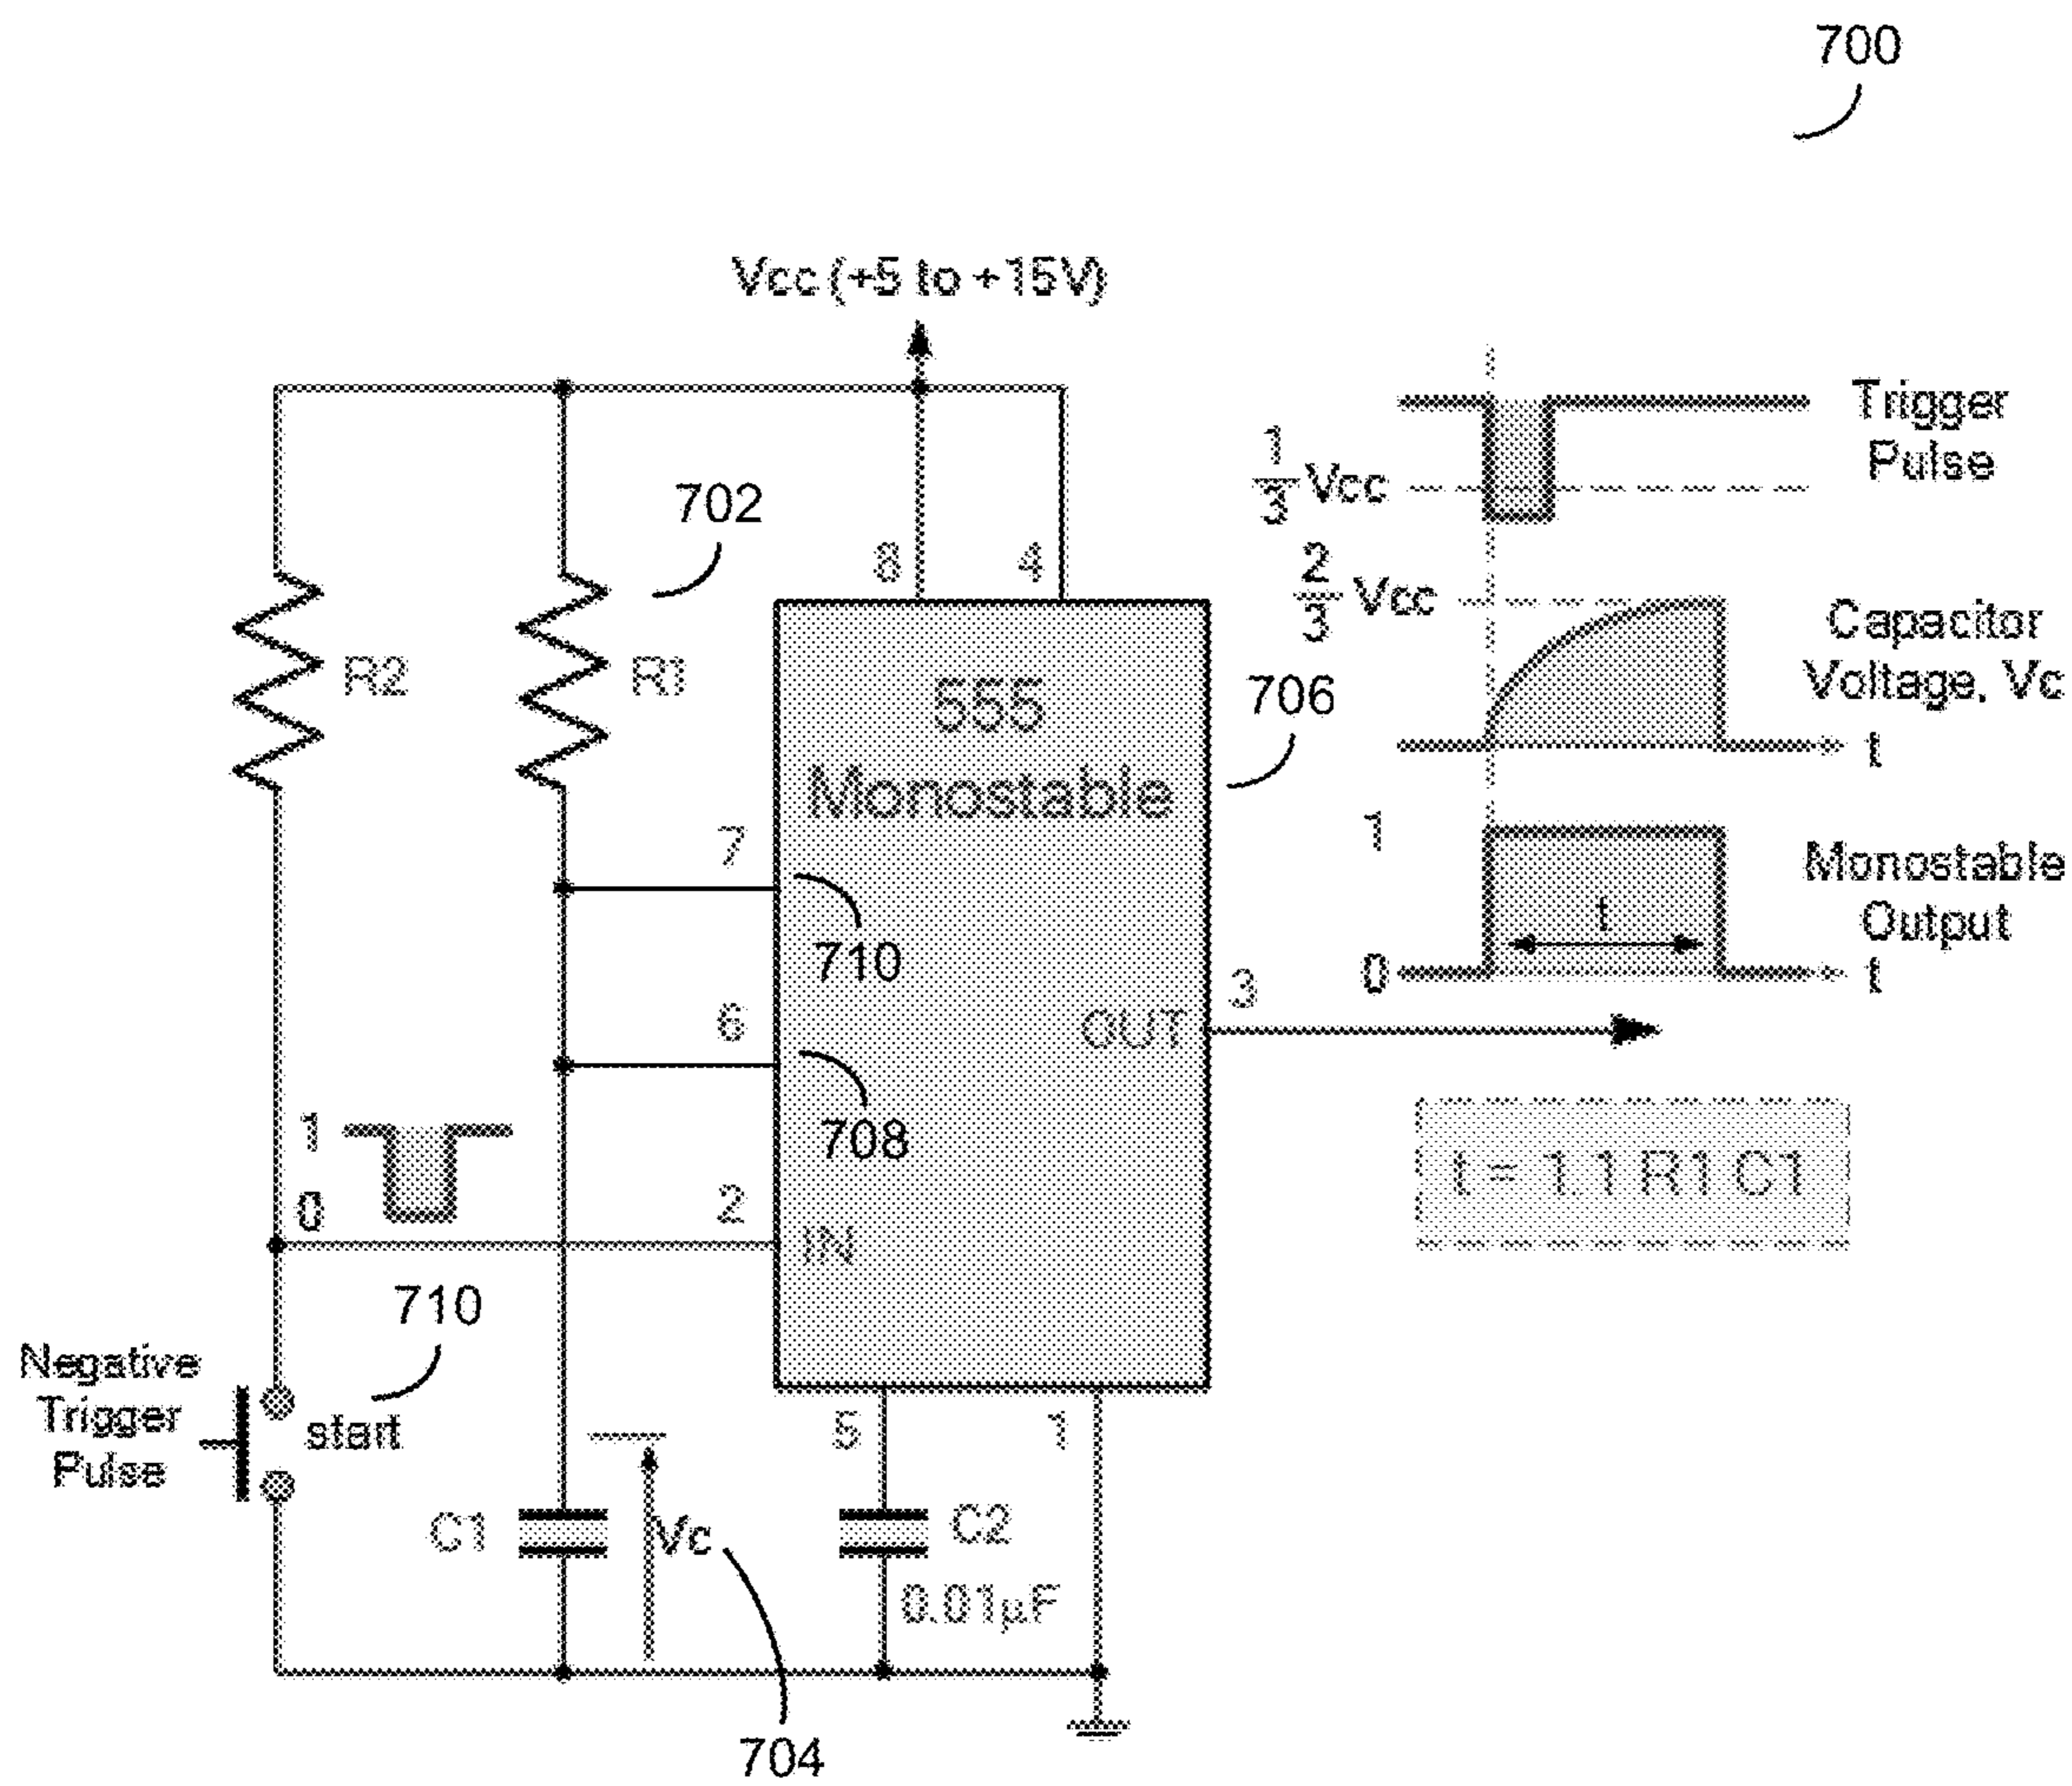 700
Vcc (+5 to +15V)
702
8
4
R2
R1
555
Monostable
706
7
710
6
708
1
0
2
IN
OUT
3
710
Negative
Trigger
Pulse
start
5
1
C1
Vc
C2
0.01µF
704
1/3 Vcc
Trigger
Pulse
2/3 Vcc
Capacitor
Voltage, Vc
t
1
Monostable
Output
t
0
t
t = 1.1 R1 C1